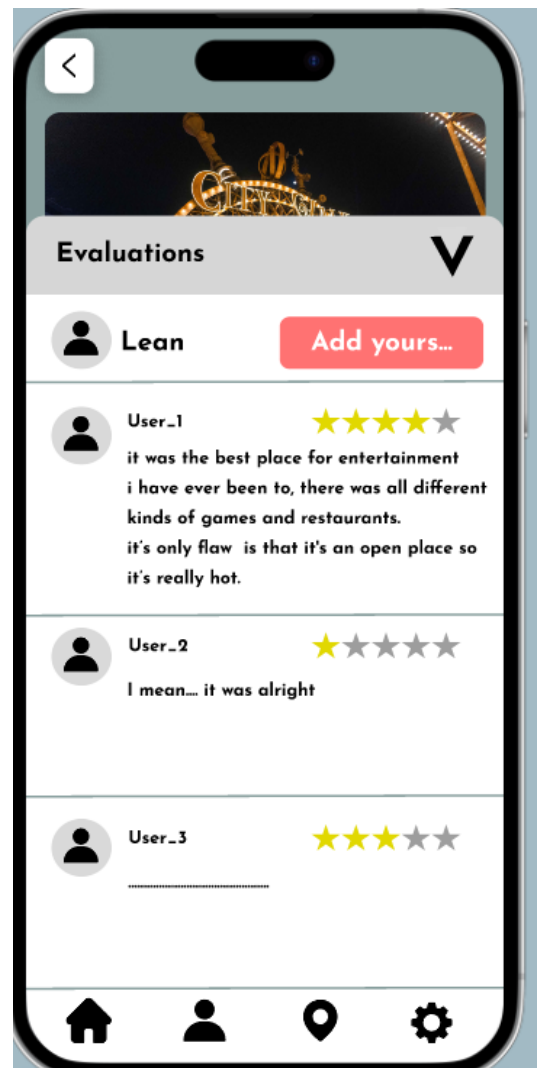 CITY
Evaluations
V
Lean
Add yours...
User_1
it was the best place for entertainment
i have ever been to, there was all different
kinds of games and restaurants.
it's only flaw  is that it's an open place so
it's really hot.
User_2
I mean.... it was alright
User_3
................................................